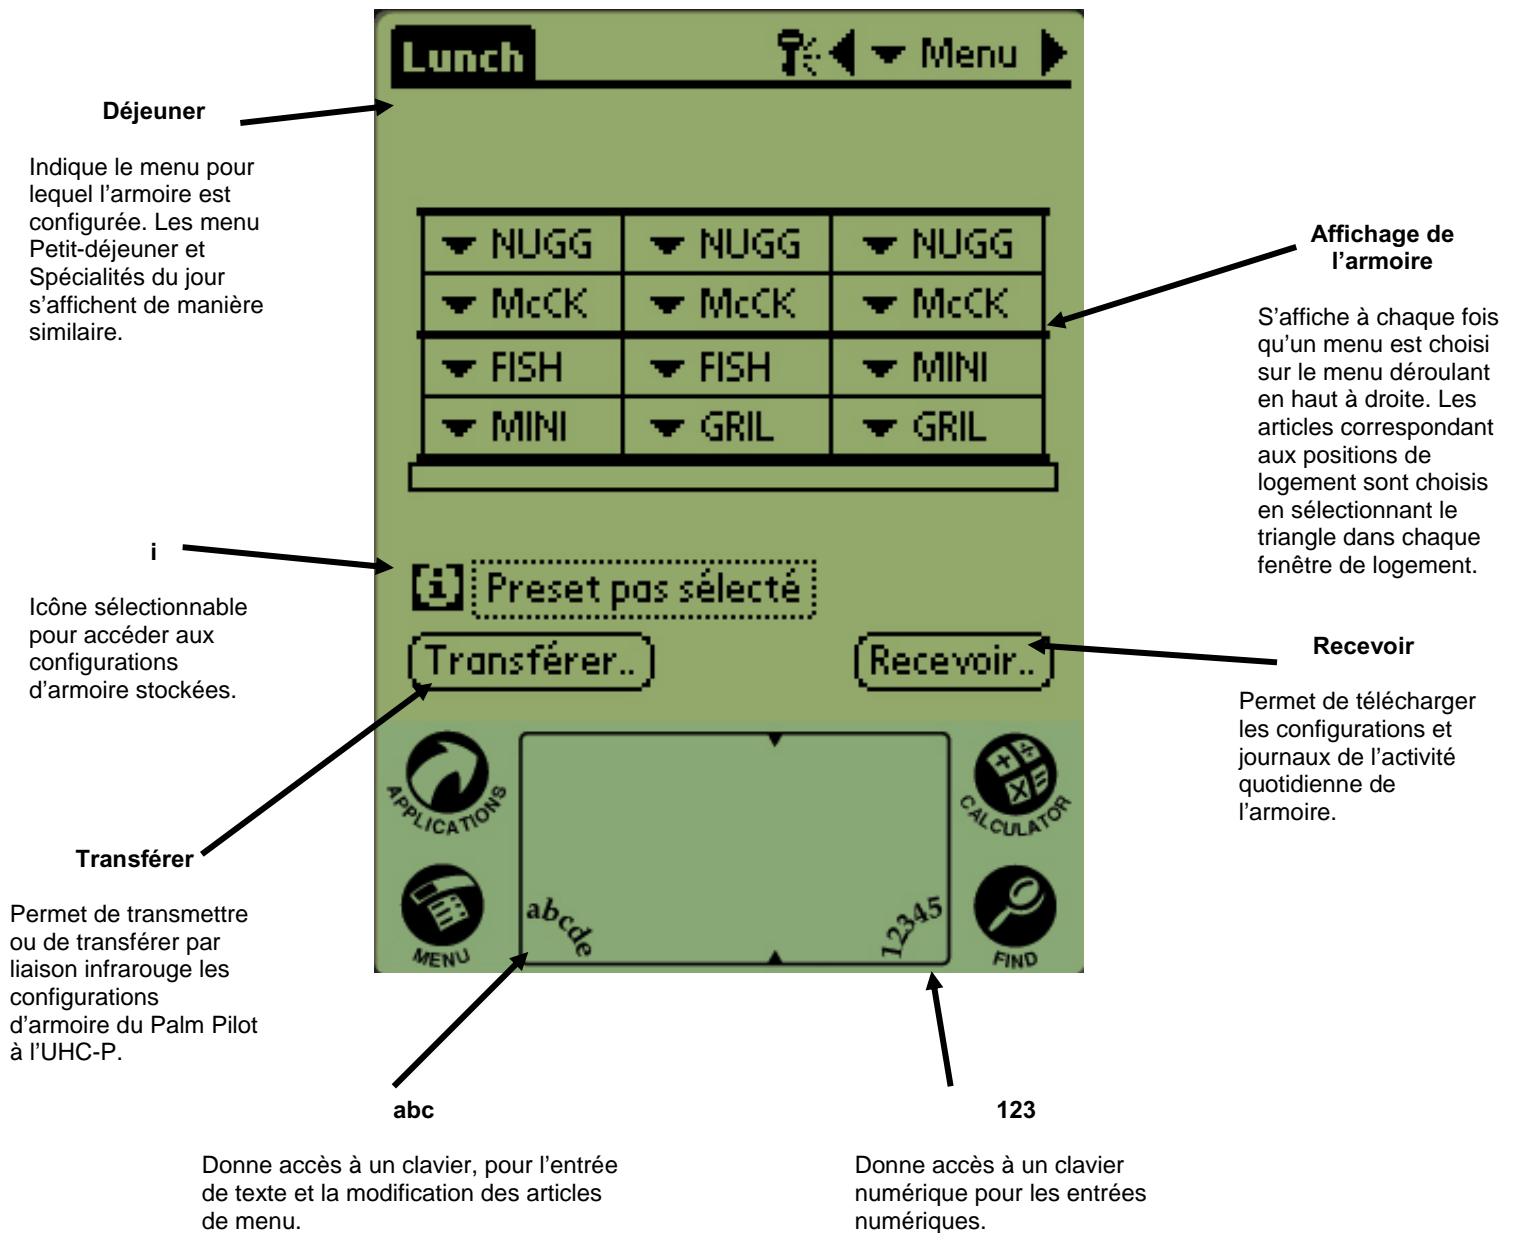 Lunch
Menu
Déjeuner
Indique le menu pour
lequel l’armoire est
configurée. Les menu
Petit-déjeuner et
Spécialités du jour
s’affichent de manière
similaire.
NUGG NUGG NUGG
McCK McCK McCK
FISH FISH MINI
MINI GRIL GRIL
Affichage de
l’armoire
S’affiche à chaque fois
qu’un menu est choisi
sur le menu déroulant
en haut à droite. Les
articles correspondant
aux positions de
logement sont choisis
en sélectionnant le
triangle dans chaque
fenêtre de logement.
i
Icône sélectionnable
pour accéder aux
configurations
d’armoire stockées.
i Preset pas sélecté
Transférer.. Recevoir..
Recevoir
Permet de télécharger
les configurations et
journaux de l’activité
quotidienne de
l’armoire.
APPLICATIONS
CALCULATOR
MENU
abcde
12345
FIND
Transférer
Permet de transmettre
ou de transférer par
liaison infrarouge les
configurations
d’armoire du Palm Pilot
à l’UHC-P.
abc
Donne accès à un clavier, pour l’entrée
de texte et la modification des articles
de menu.
123
Donne accès à un clavier
numérique pour les entrées
numériques.